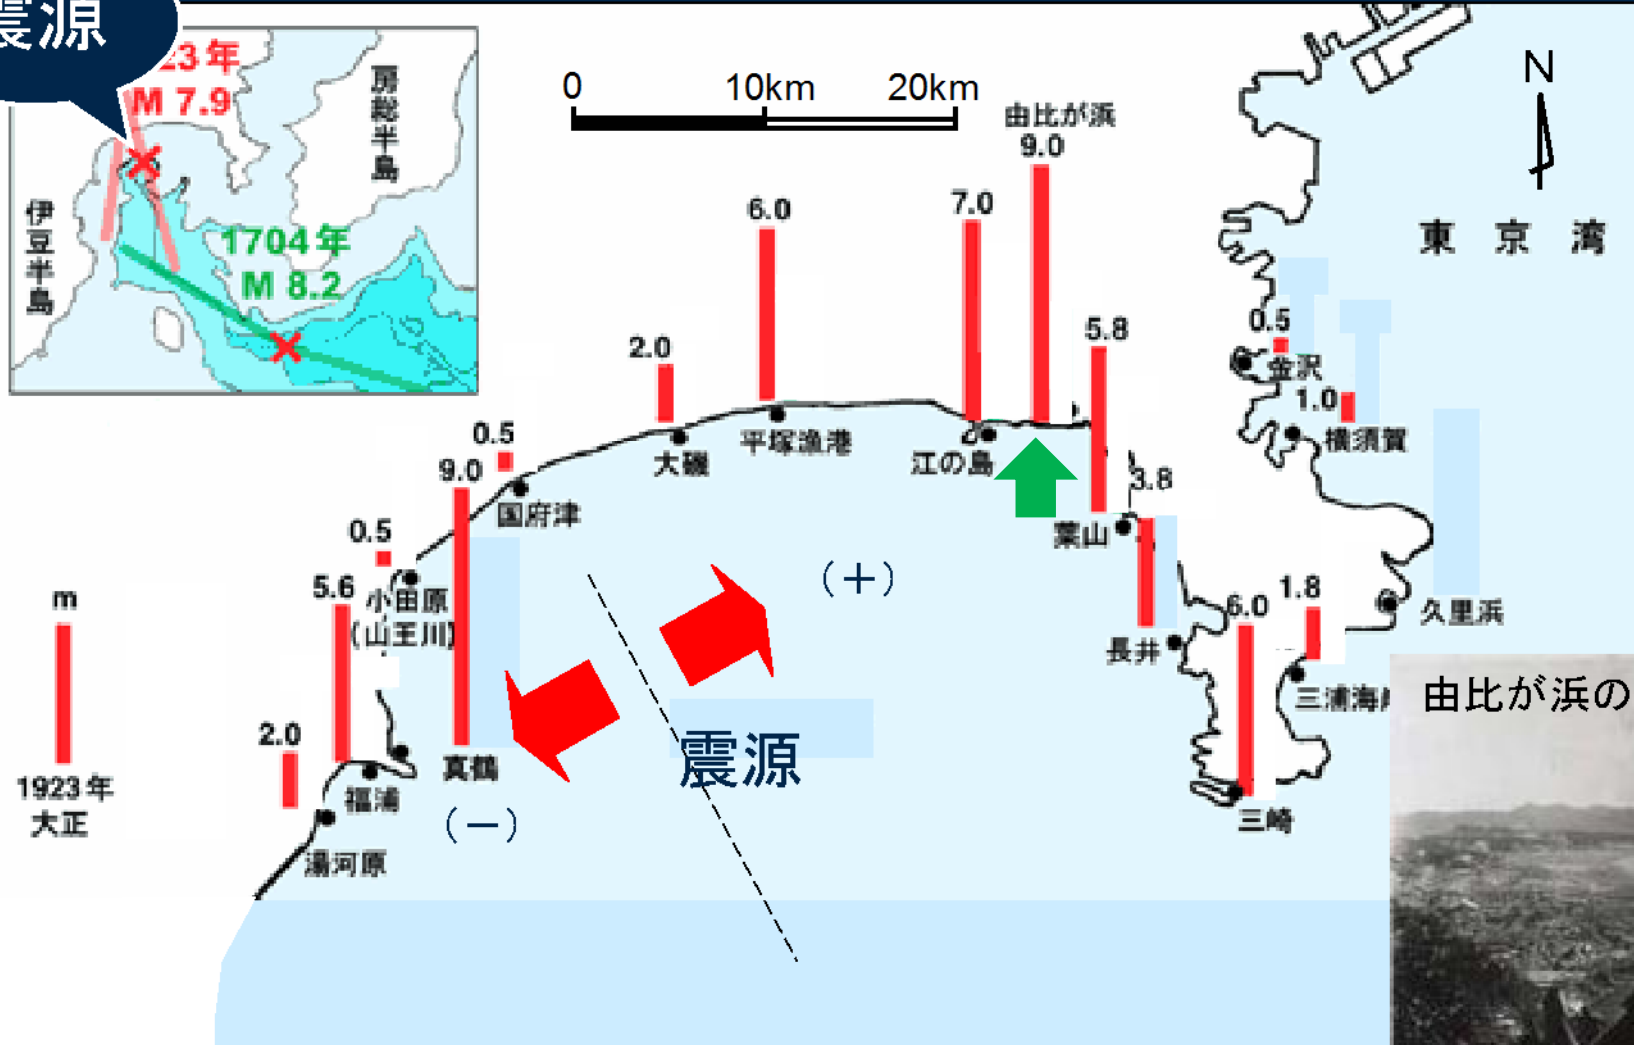 震源
23年
M 7.9
房総半島
伊豆半島
1704年
M 8.2
0 10km 20km
N
東京湾
由比が浜
9.0
7.0
6.0
5.8
2.0
0.5
9.0
0.5
5.6
2.0
m
1923年
大正
小田原
(山王川)
国府津
大磯
平塚漁港
江の島
葉山
3.8
長井
0.5
金沢
1.0
横須賀
久里浜
1.8
三浦海岸
6.0
三崎
真鶴
福浦
湯河原
(+)
(-)
震源
由比が浜の